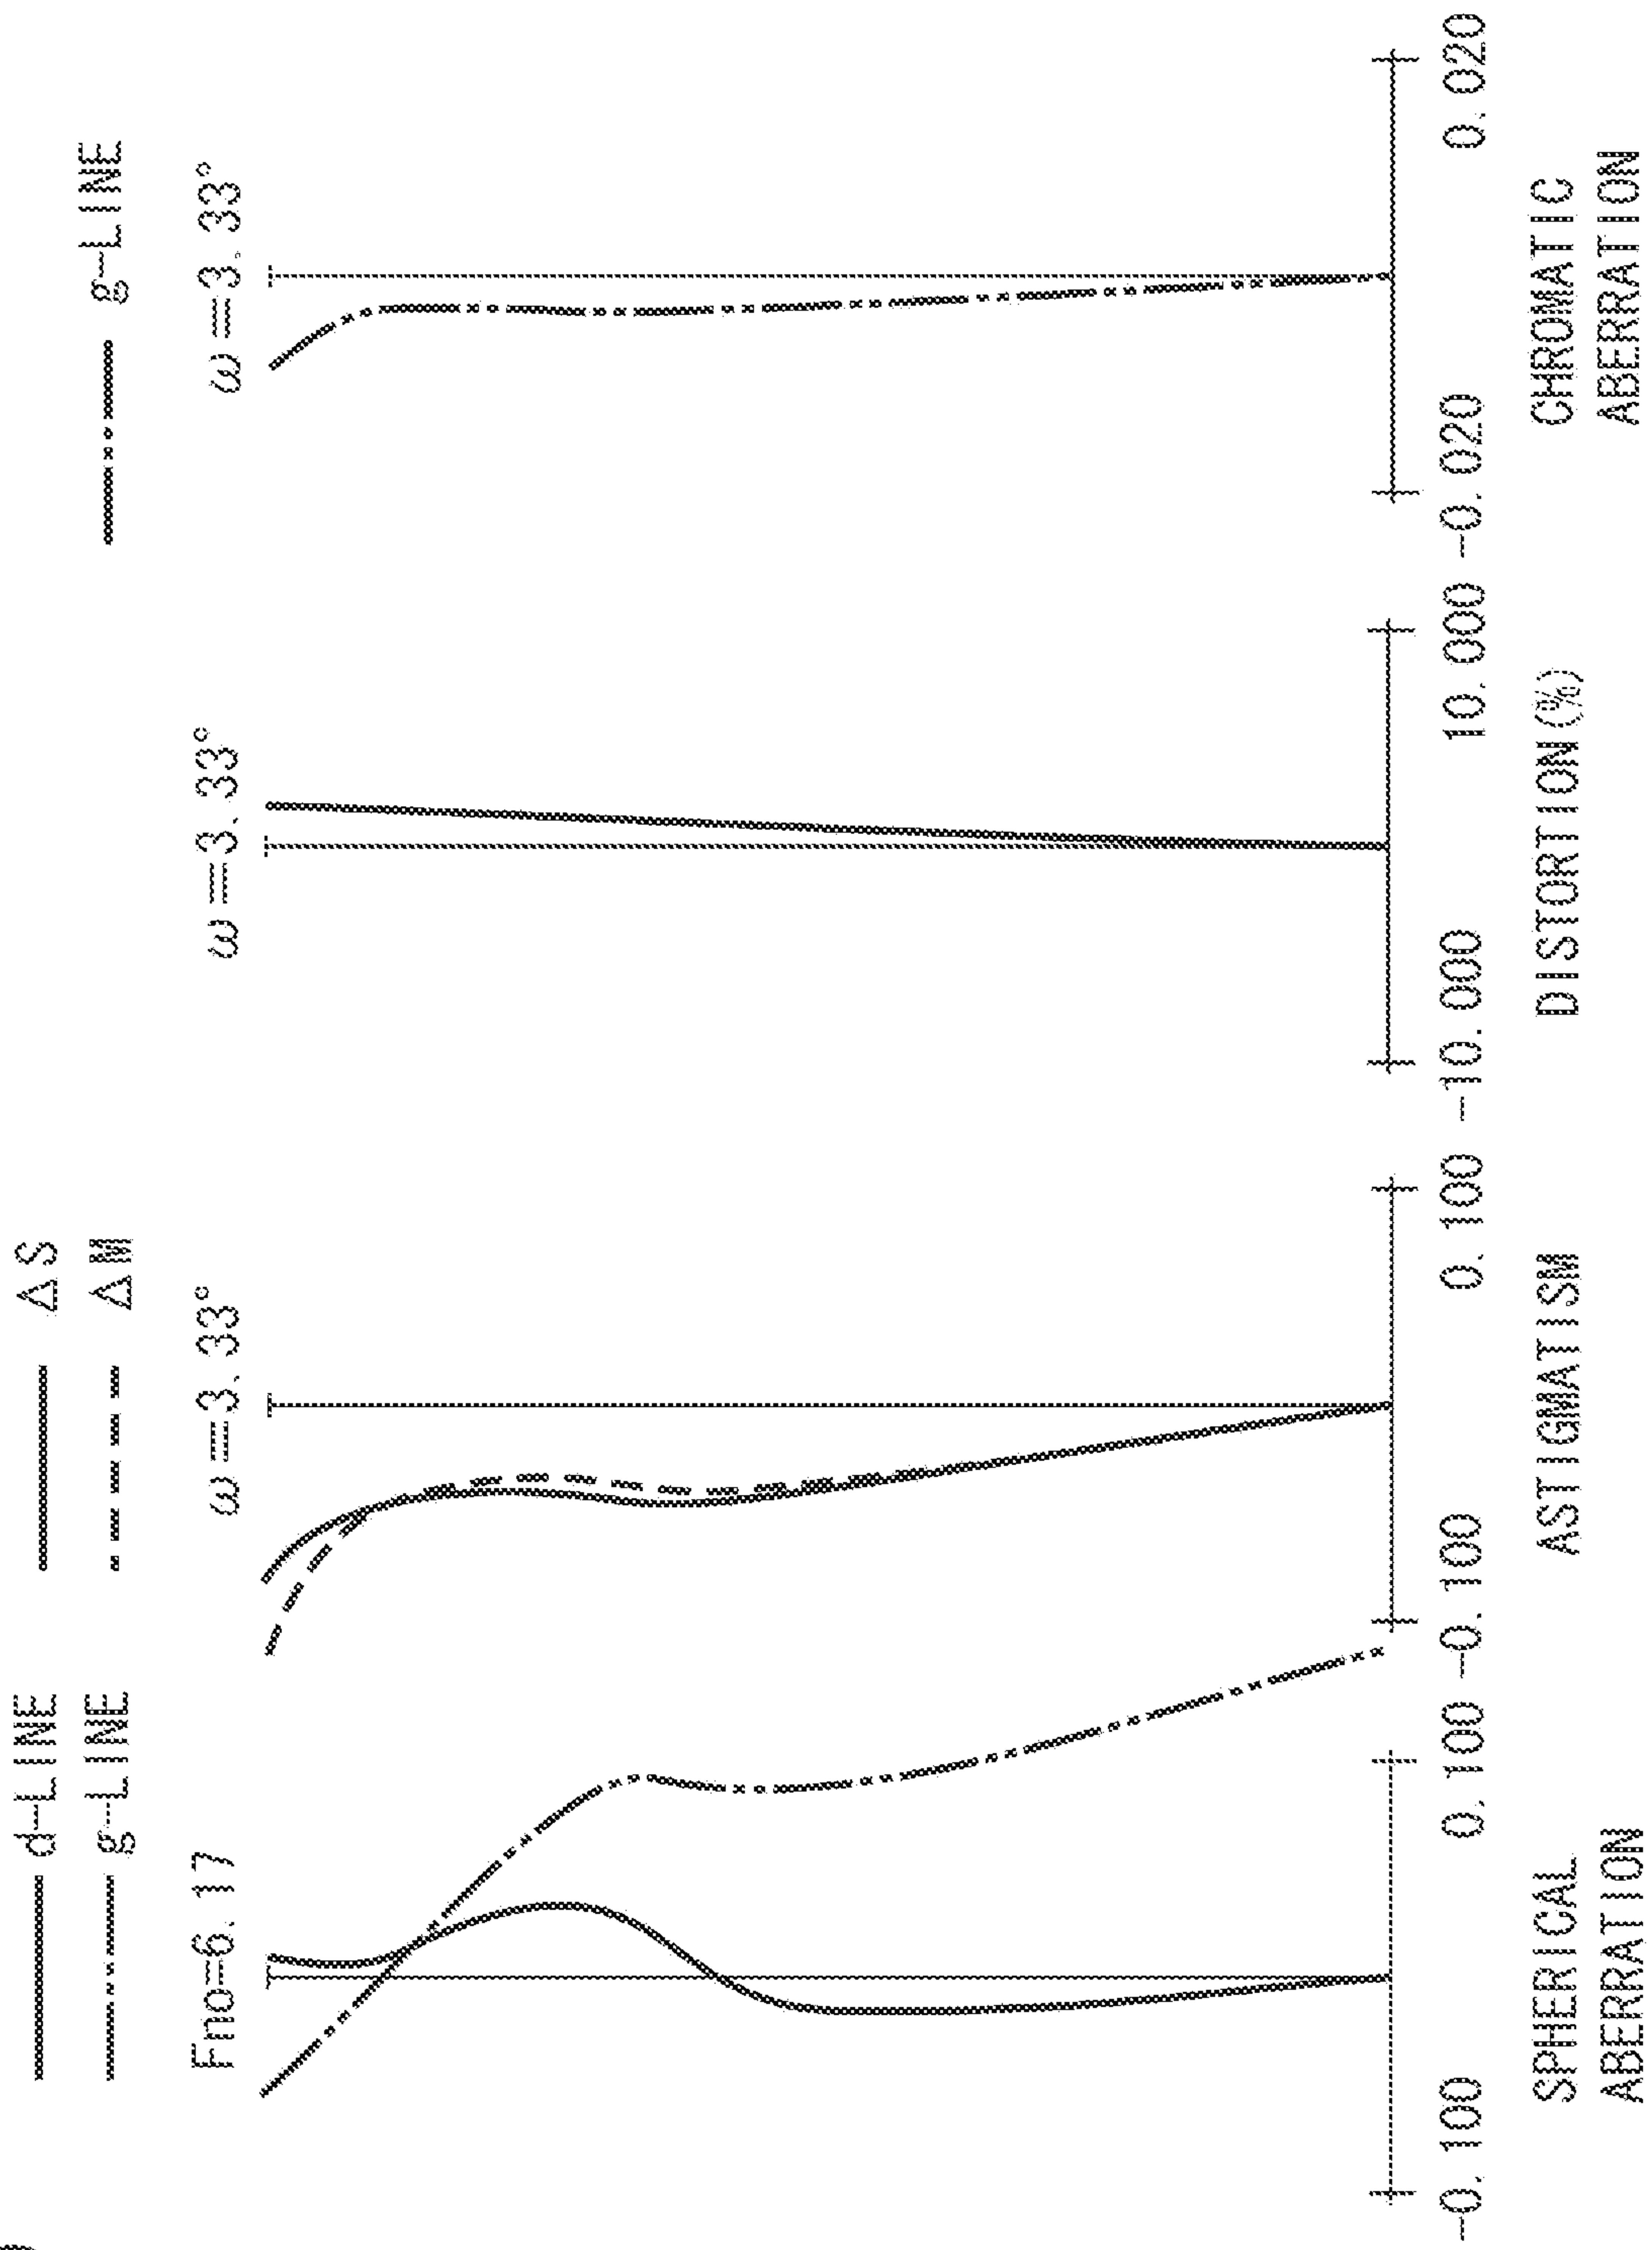 d-LINE
g-LINE
Fno=6.17
-0.100 0.100
SPHERICAL
ABERRATION
ΔS
ΔM
ω=3.33°
-0.100 0.100
ASTIGMATISM
ω=3.33°
-10.000 10.000
DISTORTION(%)
g-LINE
ω=3.33°
-0.020 0.020
CHROMATIC
ABERRATION